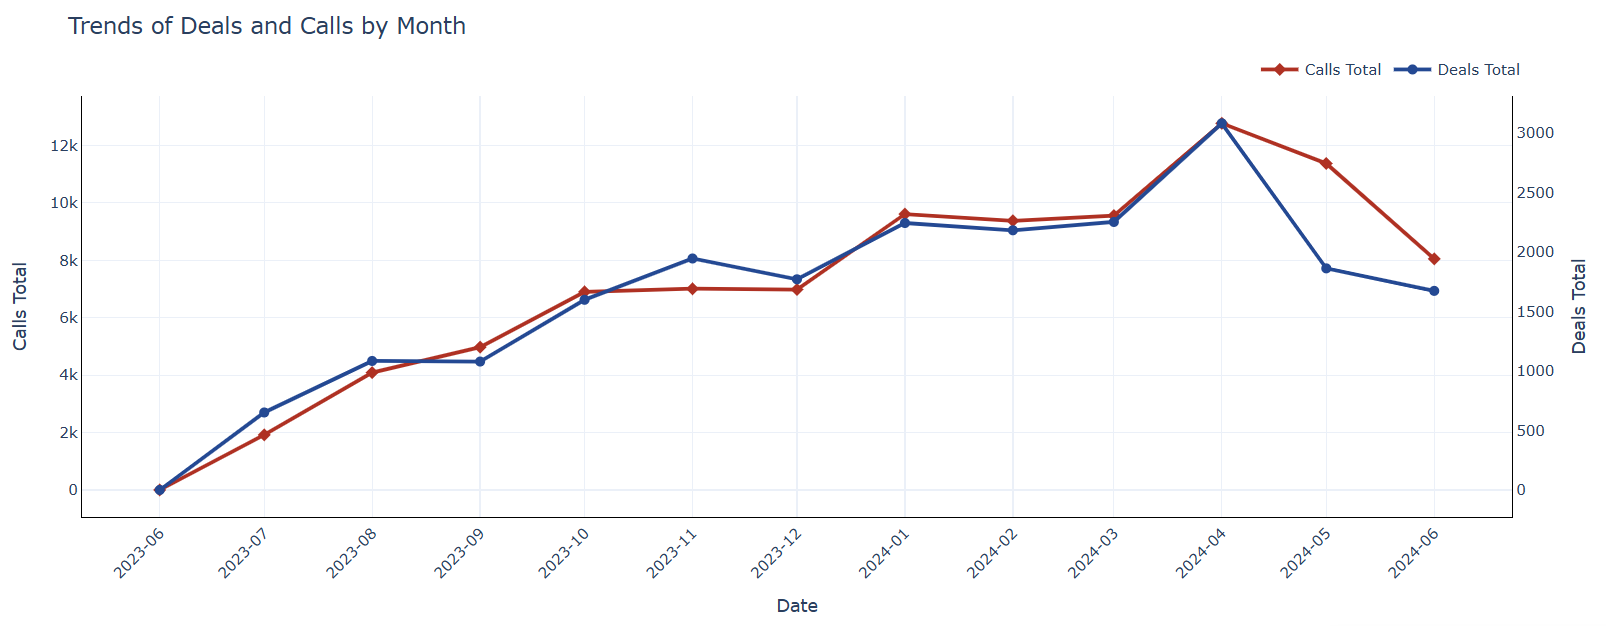 Trends of Deals and Calls by Month
Calls Total
Deals Total
12k
10k
8k
6k
4k
2k
0
Calls Total
3000
2500
2000
1500
1000
500
0
Deals Total
2023-06
2023-07
2023-08
2023-09
2023-10
2023-11
2023-12
2024-01
2024-02
2024-03
2024-04
2024-05
2024-06
Date